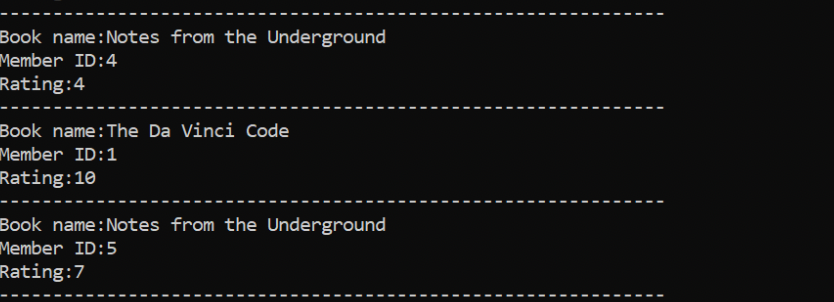 --------------------------------------------------------------
Book name:Notes from the Underground
Member ID:4
Rating:4
--------------------------------------------------------------
Book name:The Da Vinci Code
Member ID:1
Rating:10
--------------------------------------------------------------
Book name:Notes from the Underground
Member ID:5
Rating:7
--------------------------------------------------------------